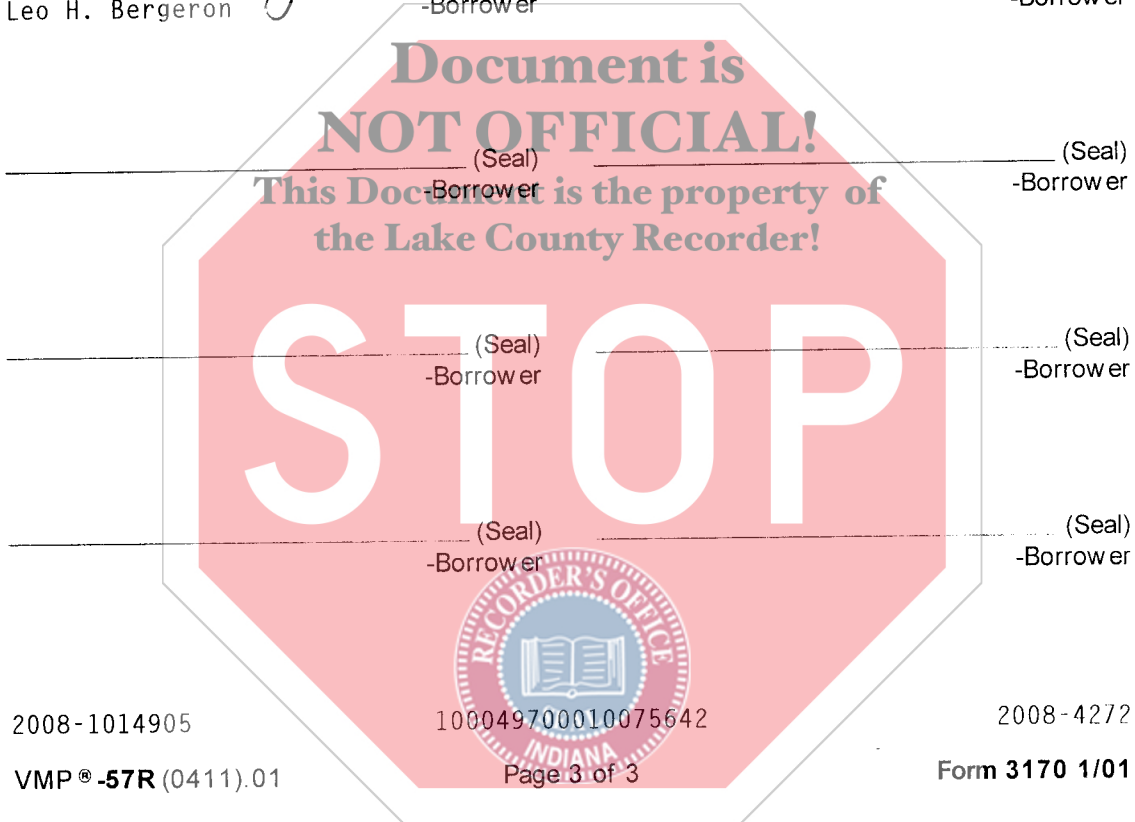 Leo H. Bergeron -Borrower -Borrower
Document is
NOT OFFICIAL!
(Seal) (Seal)
-Borrower -Borrower
This Document is the property of
the Lake County Recorder!
STOP
(Seal) (Seal)
-Borrower -Borrower
(Seal) (Seal)
-Borrower -Borrower
RECORDER'S OFFICE
INDIANA
2008-1014905 100049700010075642 2008-4272
VMP ® -57R (0411).01 Page 3 of 3 Form 3170 1/01